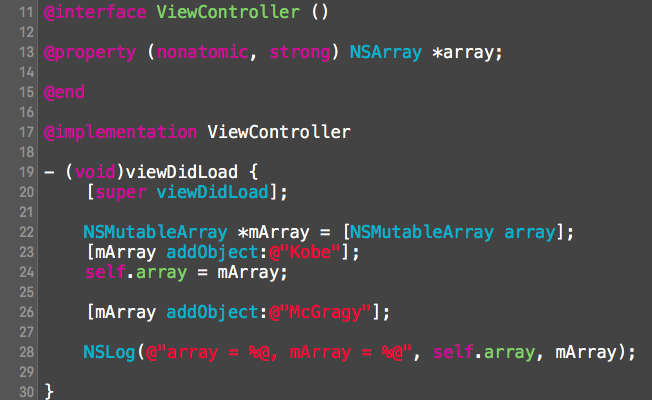 11 @interface ViewController ()
12
13 @property (nonatomic, strong) NSArray *array;
14
15 @end
16
17 @implementation ViewController
18
19 - (void)viewDidLoad {
20     [super viewDidLoad];
21
22     NSMutableArray *mArray = [NSMutableArray array];
23     [mArray addObject:@"Kobe"];
24     self.array = mArray;
25
26     [mArray addObject:@"McGragy"];
27
28     NSLog(@"array = %@, mArray = %@", self.array, mArray);
29
30 }